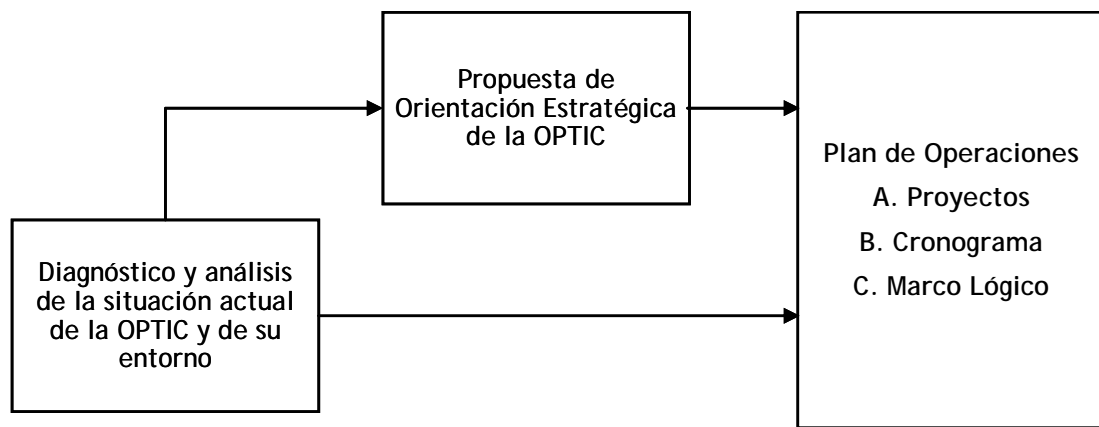 Propuesta de
Orientación Estratégica
de la OPTIC
Plan de Operaciones
A. Proyectos
B. Cronograma
C. Marco Lógico
Diagnóstico y análisis
de la situación actual
de la OPTIC y de su
entorno